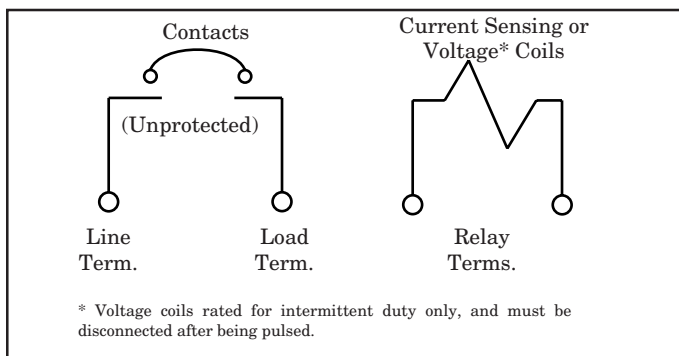 Contacts
Current Sensing or
Voltage* Coils
(Unprotected)
Line
Term.
Load
Term.
Relay
Terms.
* Voltage coils rated for intermittent duty only, and must be
disconnected after being pulsed.